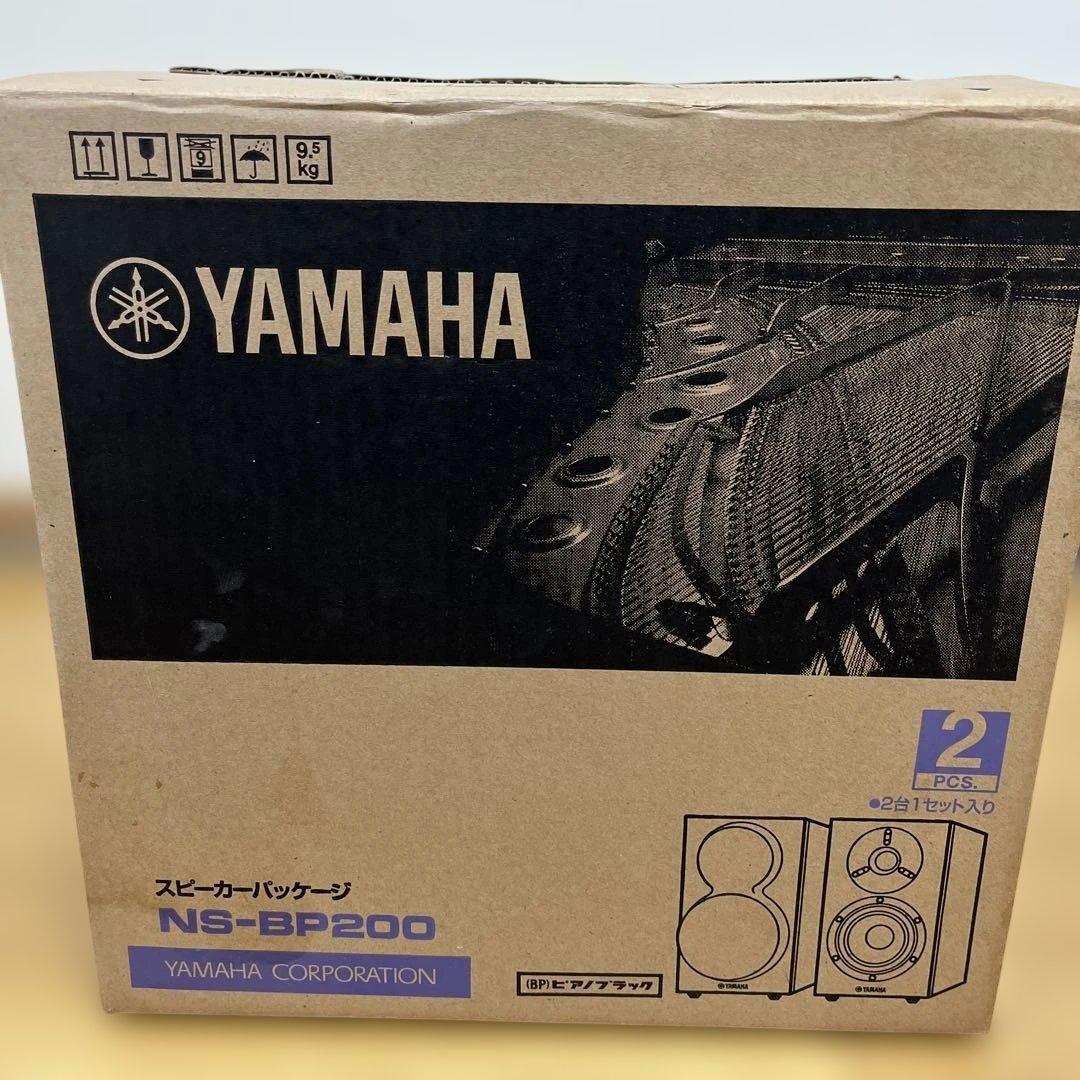 9
9.5
kg
YAMAHA
2
PCS.
●2台1セット入り
スピーカーパッケージ
NS-BP200
YAMAHA CORPORATION
(BP)ピアノブラック
YAMAHA
YAMAHA